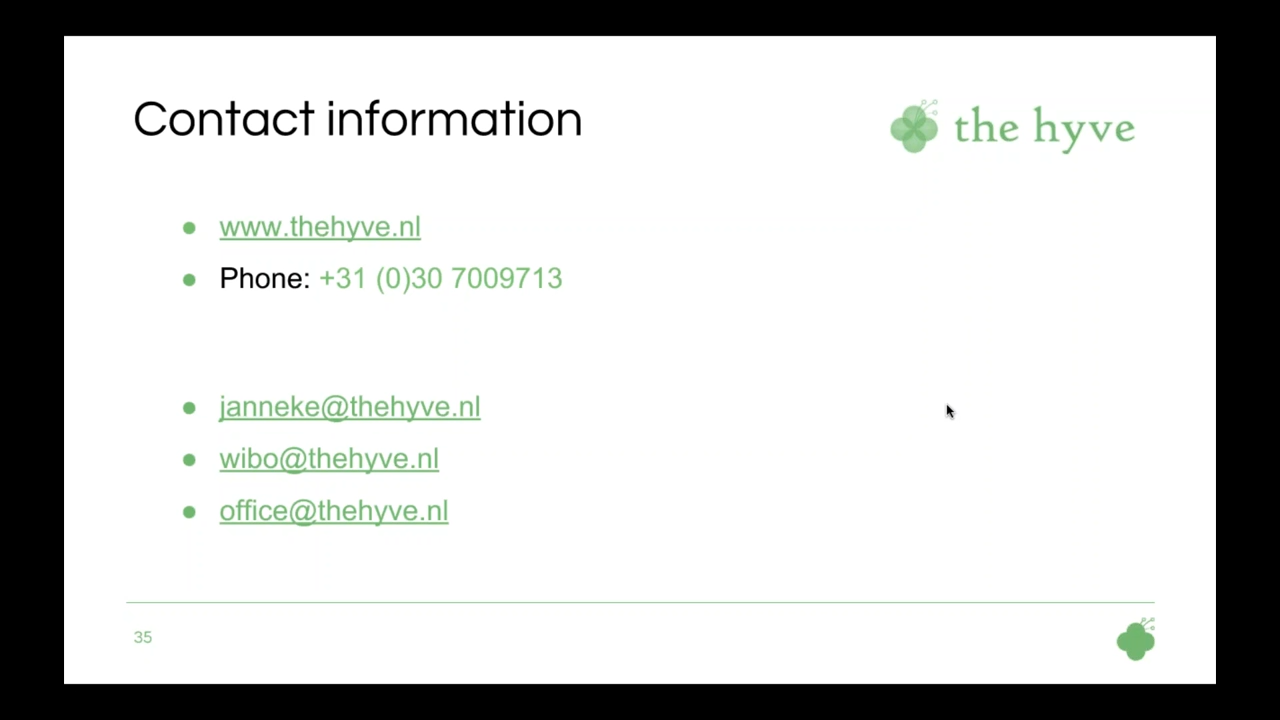 Contact information
the hyve
www.thehyve.nl
Phone: +31 (0)30 7009713
janneke@thehyve.nl
wibo@thehyve.nl
office@thehyve.nl
35